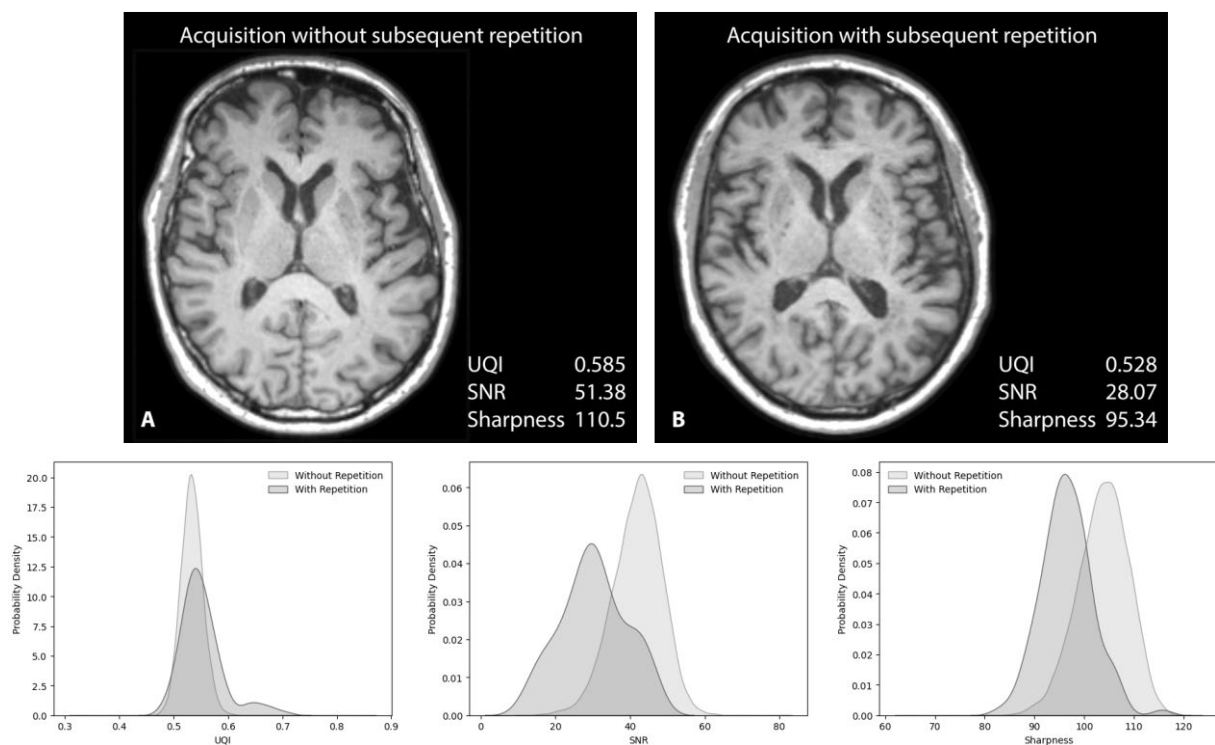 Acquisition without subsequent repetition
UQI 0.585
SNR 51.38
A Sharpness 110.5
Acquisition with subsequent repetition
UQI 0.528
SNR 28.07
B Sharpness 95.34
Without Repetition
With Repetition
Probability Density
20.0
17.5
15.0
12.5
10.0
7.5
5.0
2.5
0.0
0.3 0.4 0.5 0.6 0.7 0.8 0.9
UQI
Without Repetition
With Repetition
Probability Density
0.06
0.05
0.04
0.03
0.02
0.01
0.00
0 20 40 60 80
SNR
Without Repetition
With Repetition
Probability Density
0.08
0.07
0.06
0.05
0.04
0.03
0.02
0.01
0.00
60 70 80 90 100 110 120
Sharpness